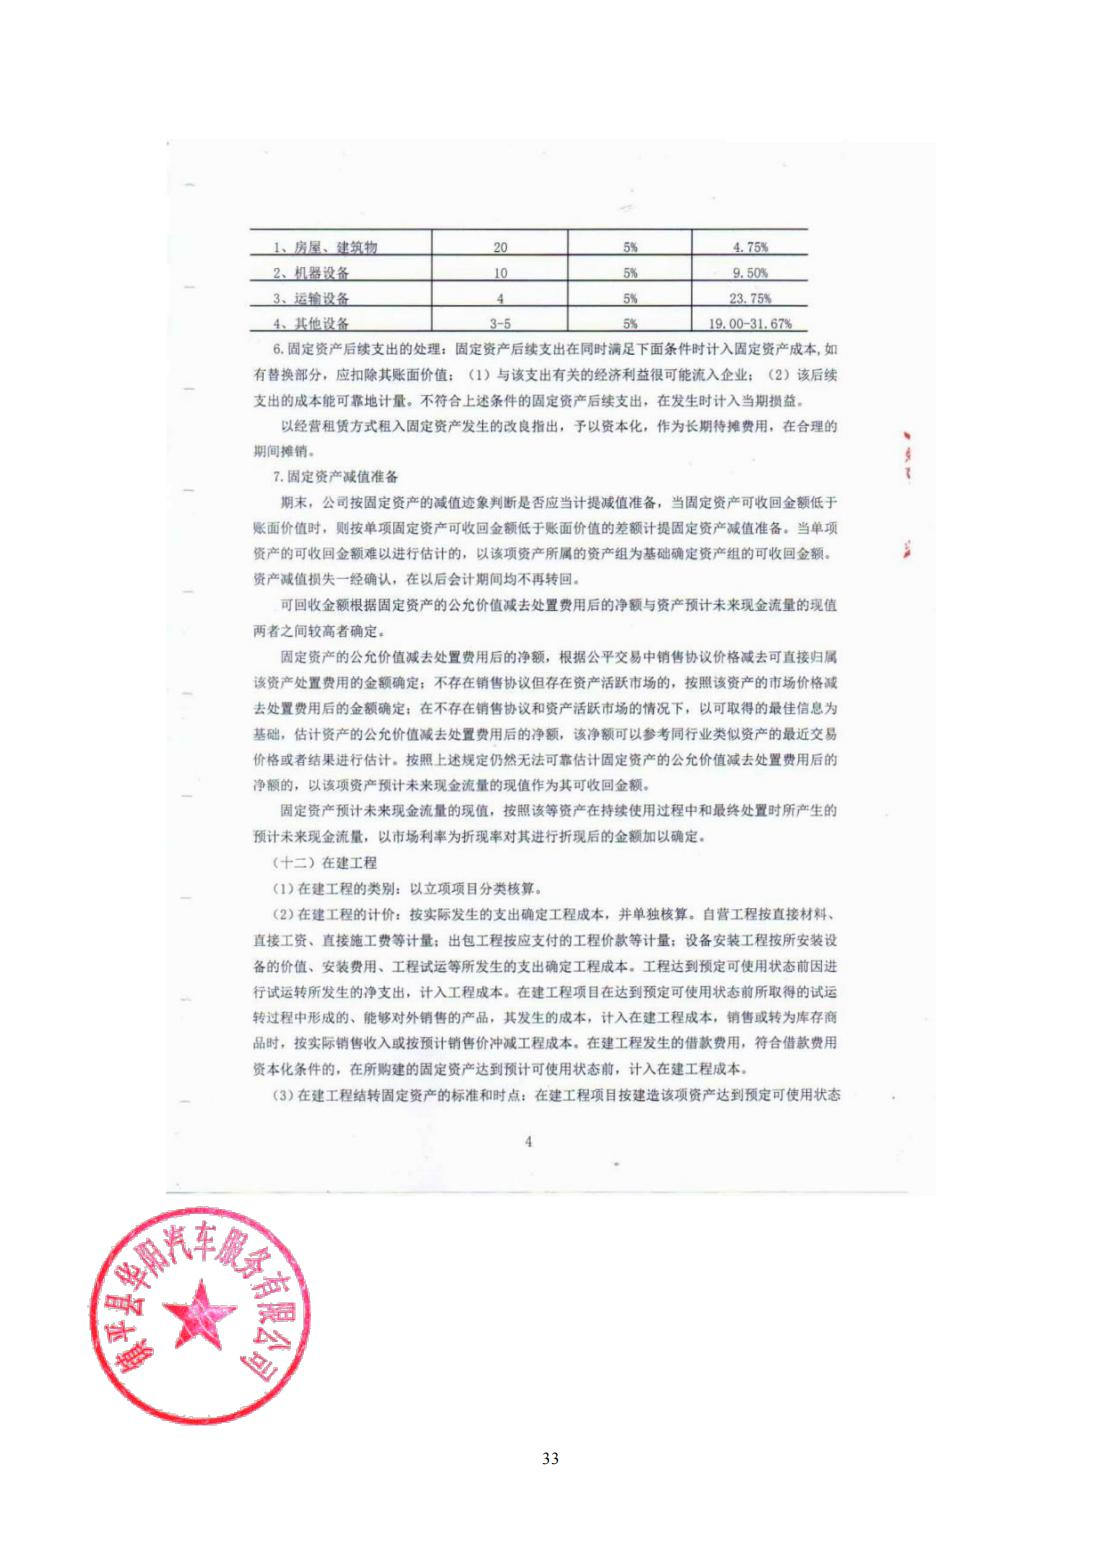 1、房屋、建筑物 20 5% 4.75%
2、机器设备 10 5% 9.50%
3、运输设备 4 5% 23.75%
4、其他设备 3-5 5% 19.00-31.67%
6.固定资产后续支出的处理：固定资产后续支出在同时满足下面条件时计入固定资产成本,如
有替换部分，应扣除其账面价值；（1）与该支出有关的经济利益很可能流入企业；（2）该后续
支出的成本能可靠地计量。不符合上述条件的固定资产后续支出，在发生时计入当期损益。
以经营租赁方式租入固定资产发生的改良指出，予以资本化，作为长期待摊费用，在合理的
期间摊销。
7.固定资产减值准备
期末，公司按固定资产的减值迹象判断是否应当计提减值准备，当固定资产可收回金额低于
账面价值时，则按单项固定资产可收回金额低于账面价值的差额计提固定资产减值准备。当单项
资产的可收回金额难以进行估计的，以该项资产所属的资产组为基础确定资产组的可收回金额。
资产减值损失一经确认，在以后会计期间均不再转回。
可回收金额根据固定资产的公允价值减去处置费用后的净额与资产预计未来现金流量的现值
两者之间较高者确定。
固定资产的公允价值减去处置费用后的净额，根据公平交易中销售协议价格减去可直接归属
该资产处置费用的金额确定；不存在销售协议但存在资产活跃市场的，按照该资产的市场价格减
去处置费用后的金额确定；在不存在销售协议和资产活跃市场的情况下，以可取得的最佳信息为
基础，估计资产的公允价值减去处置费用后的净额，该净额可以参考同行业类似资产的最近交易
价格或者结果进行估计。按照上述规定仍然无法可靠估计固定资产的公允价值减去处置费用后的
净额的，以该项资产预计未来现金流量的现值作为其可收回金额。
固定资产预计未来现金流量的现值，按照该等资产在持续使用过程中和最终处置时所产生的
预计未来现金流量，以市场利率为折现率对其进行折现后的金额加以确定。
（十二）在建工程
（1）在建工程的类别：以立项项目分类核算。
（2）在建工程的计价：按实际发生的支出确定工程成本，并单独核算。自营工程按直接材料、
直接工资、直接施工费等计量；出包工程按应支付的工程价款等计量；设备安装工程按所安装设
备的价值、安装费用、工程试运等所发生的支出确定工程成本。工程达到预定可使用状态前因进
行试运转所发生的净支出，计入工程成本。在建工程项目在达到预定可使用状态前所取得的试运
转过程中形成的、能够对外销售的产品，其发生的成本，计入在建工程成本，销售或转为库存商
品时，按实际销售收入或按预计销售价冲减工程成本。在建工程发生的借款费用，符合借款费用
资本化条件的，在所购建的固定资产达到预计可使用状态前，计入在建工程成本。
（3）在建工程结转固定资产的标准和时点：在建工程项目按建造该项资产达到预定可使用状态
4
镇平县华阳汽车服务有限公司
33